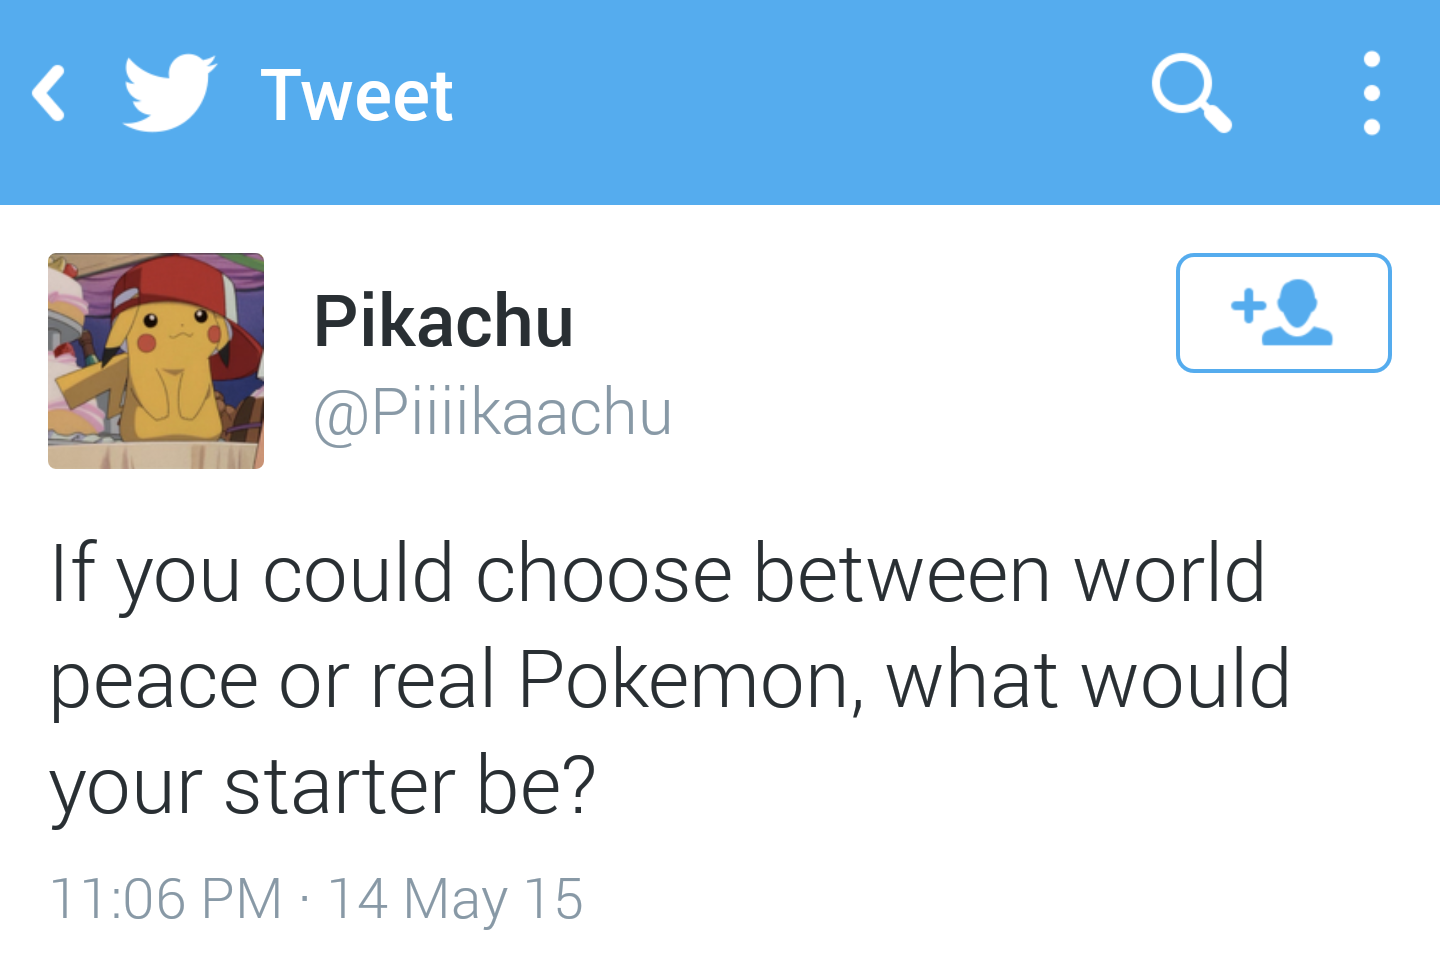 Tweet
Pikachu
@Piiiikaachu
If you could choose between world
peace or real Pokemon, what would
your starter be?
11:06 PM · 14 May 15